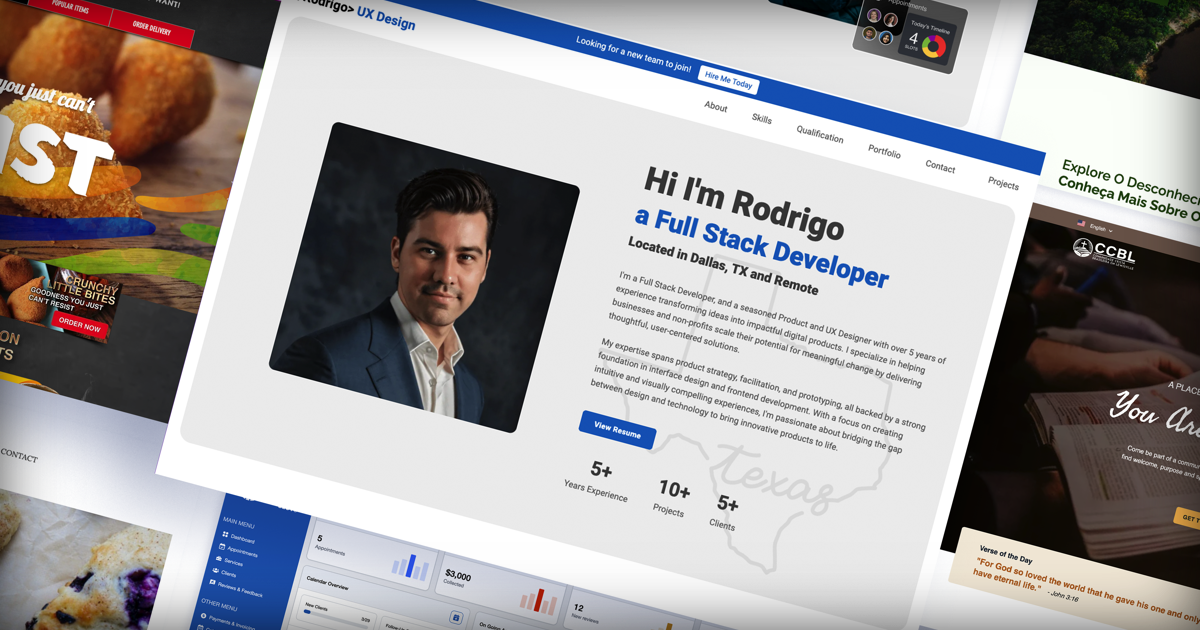 WANT!
POPULAR ITEMS
ORDER DELIVERY
you just can't
CRUNCHY
LITTLE BITES
GOODNESS YOU JUST
CAN'T RESIST
ORDER NOW
CONTACT
Rodrigo> UX Design
Looking for a new team to join!
Hire Me Today
About
Skills
Qualification
Portfolio
Contact
Projects
Hi I'm Rodrigo
a Full Stack Developer
Located in Dallas, TX and Remote
I'm a Full Stack Developer, and a seasoned Product and UX Designer with over 5 years of
experience transforming ideas into impactful digital products. I specialize in helping
businesses and non-profits scale their potential for meaningful change by delivering
thoughtful, user-centered solutions.
My expertise spans product strategy, facilitation, and prototyping, all backed by a strong
foundation in interface design and frontend development. With a focus on creating
intuitive and visually compelling experiences, I'm passionate about bridging the gap
between design and technology to bring innovative products to life.
View Resume
5+
Years Experience
10+
Projects
5+
Clients
texas
Appointments
Today's Timeline
4
SLOTS
Explore O Desconhec
Conheça Mais Sobre O
English
CCBL
A PLACE
You Are
Come be part of a commu
find welcome, purpose and
GET
Verse of the Day
"For God so loved the world that he gave his one and only
have eternal life." - John 3:16
MAIN MENU
Dashboard
Appointments
Services
Clients
Reviews & Feedback
OTHER MENU
Payments & Invoicing
5
Appointments
$3,000
Collected
12
New reviews
Calendar Overview
New Clients
3/20